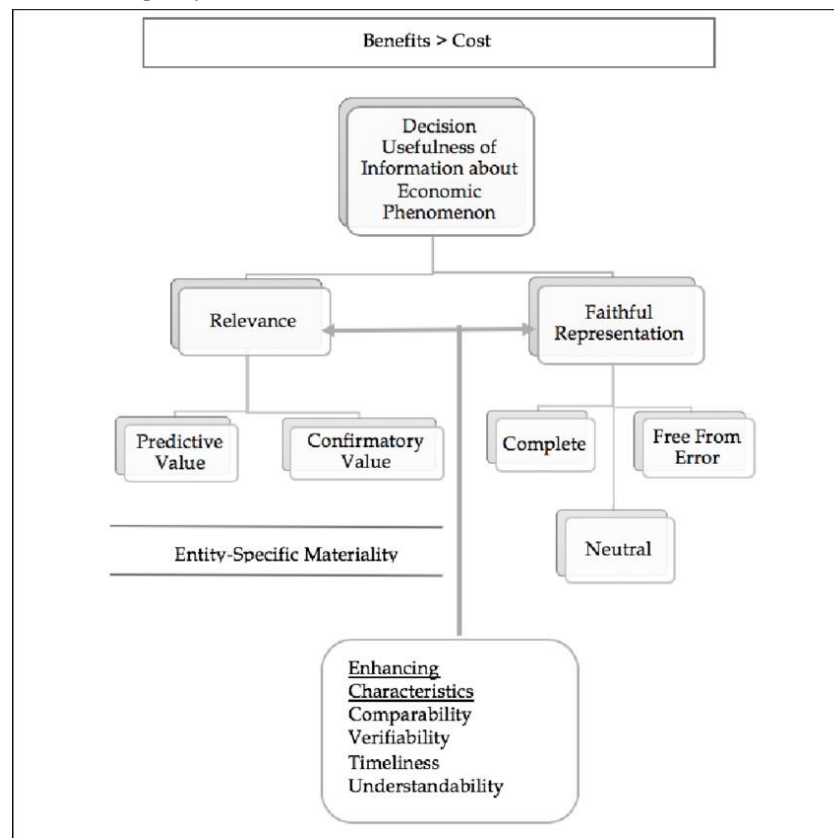 Benefits > Cost
Decision
Usefulness of
Information about
Economic
Phenomenon
Relevance
Faithful
Representation
Predictive
Value
Confirmatory
Value
Complete
Free From
Error
Neutral
Entity-Specific Materiality
Enhancing
Characteristics
Comparability
Verifiability
Timeliness
Understandability